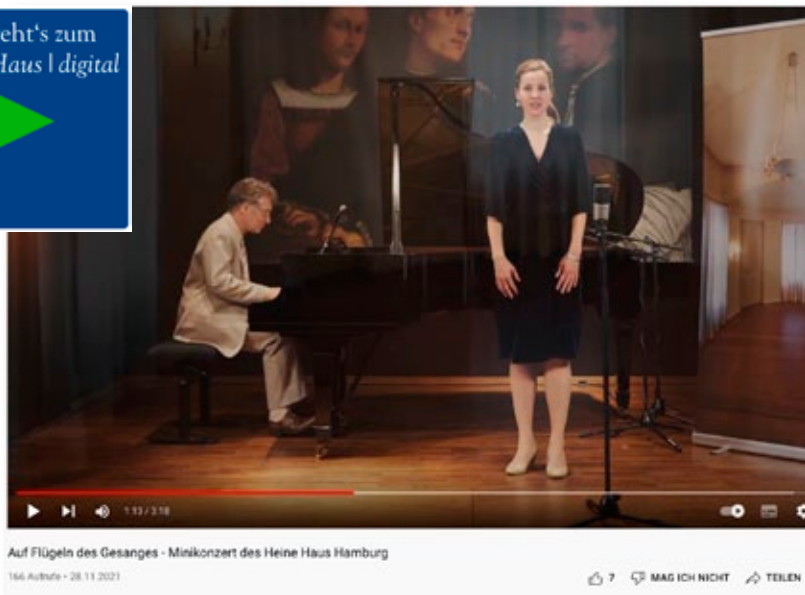 eht's zum
Haus | digital
1:13 / 3:18
Auf Flügeln des Gesanges - Minikonzert des Heine Haus Hamburg
166 Aufrufe • 28.11.2021
7 MAG ICH NICHT TEILEN